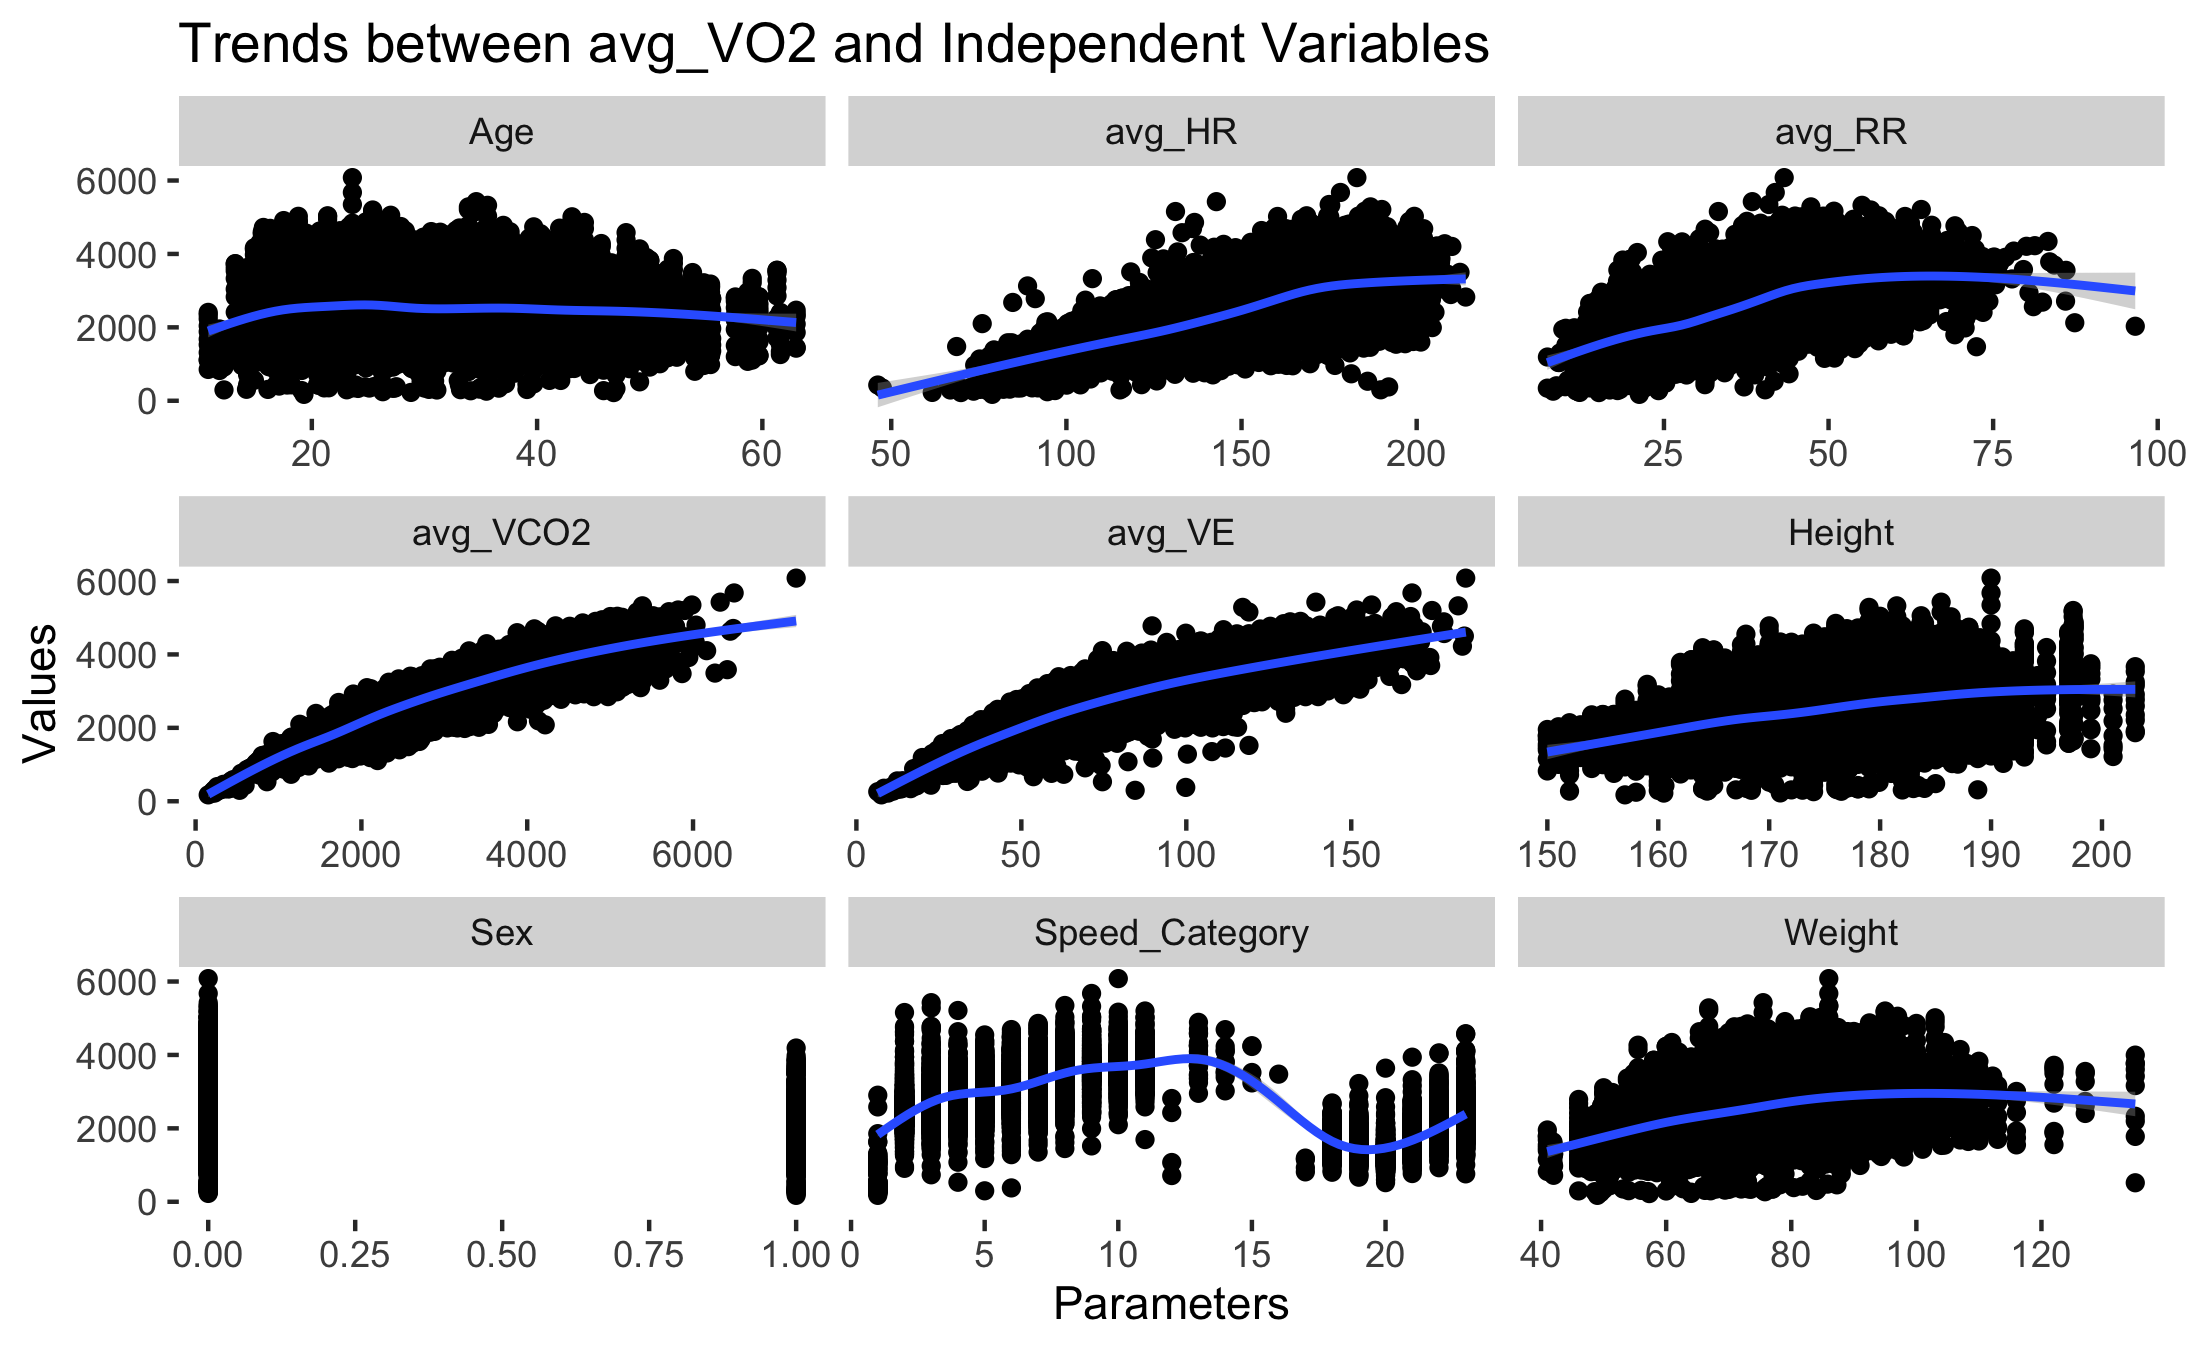 Trends between avg_VO2 and Independent Variables
Age
avg_HR
avg_RR
6000
4000
2000
0
20 40 60
50 100 150 200
25 50 75 100
avg_VCO2
avg_VE
Height
Values
6000
4000
2000
0
0 2000 4000 6000
0 50 100 150
150 160 170 180 190 200
Sex
Speed_Category
Weight
6000
4000
2000
0
0.00 0.25 0.50 0.75 1.00
0 5 10 15 20
40 60 80 100 120
Parameters